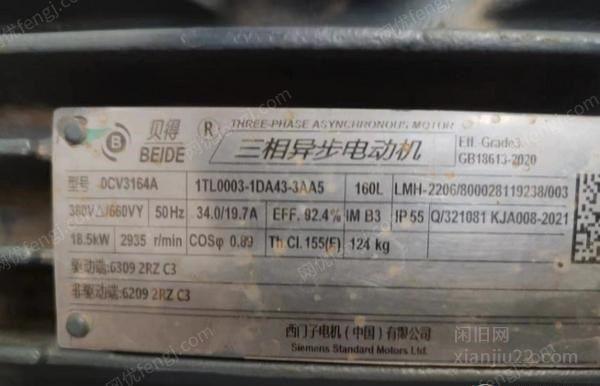 贝得 ® THREE-PHASE ASYNCHRONOUS MOTOR
BEIDE 三相异步电动机
Eff. Grade3
GB18613-2020
型号 0CV3164A 1TL0003-1DA43-3AA5 160L LMH-2206/800028119238/003
380V△/660VY 50Hz 34.0/19.7A EFF. 92.4% IM B3 IP 55 Q/321081 KJA008-2021
18.5kW 2935 r/min COSφ 0.89 Th Cl. 155(F) 124 kg
驱动端:6309 2RZ C3
非驱动端:6209 2RZ C3
西门子电机(中国)有限公司
Siemens Standard Motors Ltd.
闲旧网
xianjiu22.com